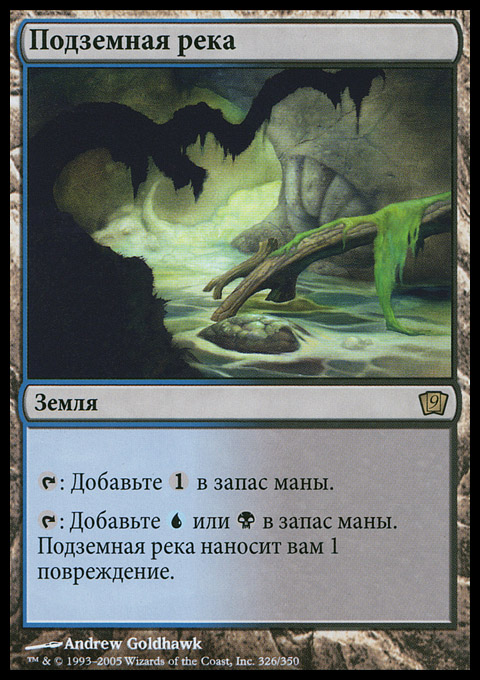 Подземная река
Земля
9
: Добавьте 1 в запас маны.
: Добавьте или в запас маны.
Подземная река наносит вам 1
повреждение.
Andrew Goldhawk
™ & © 1993–2005 Wizards of the Coast, Inc. 326/350